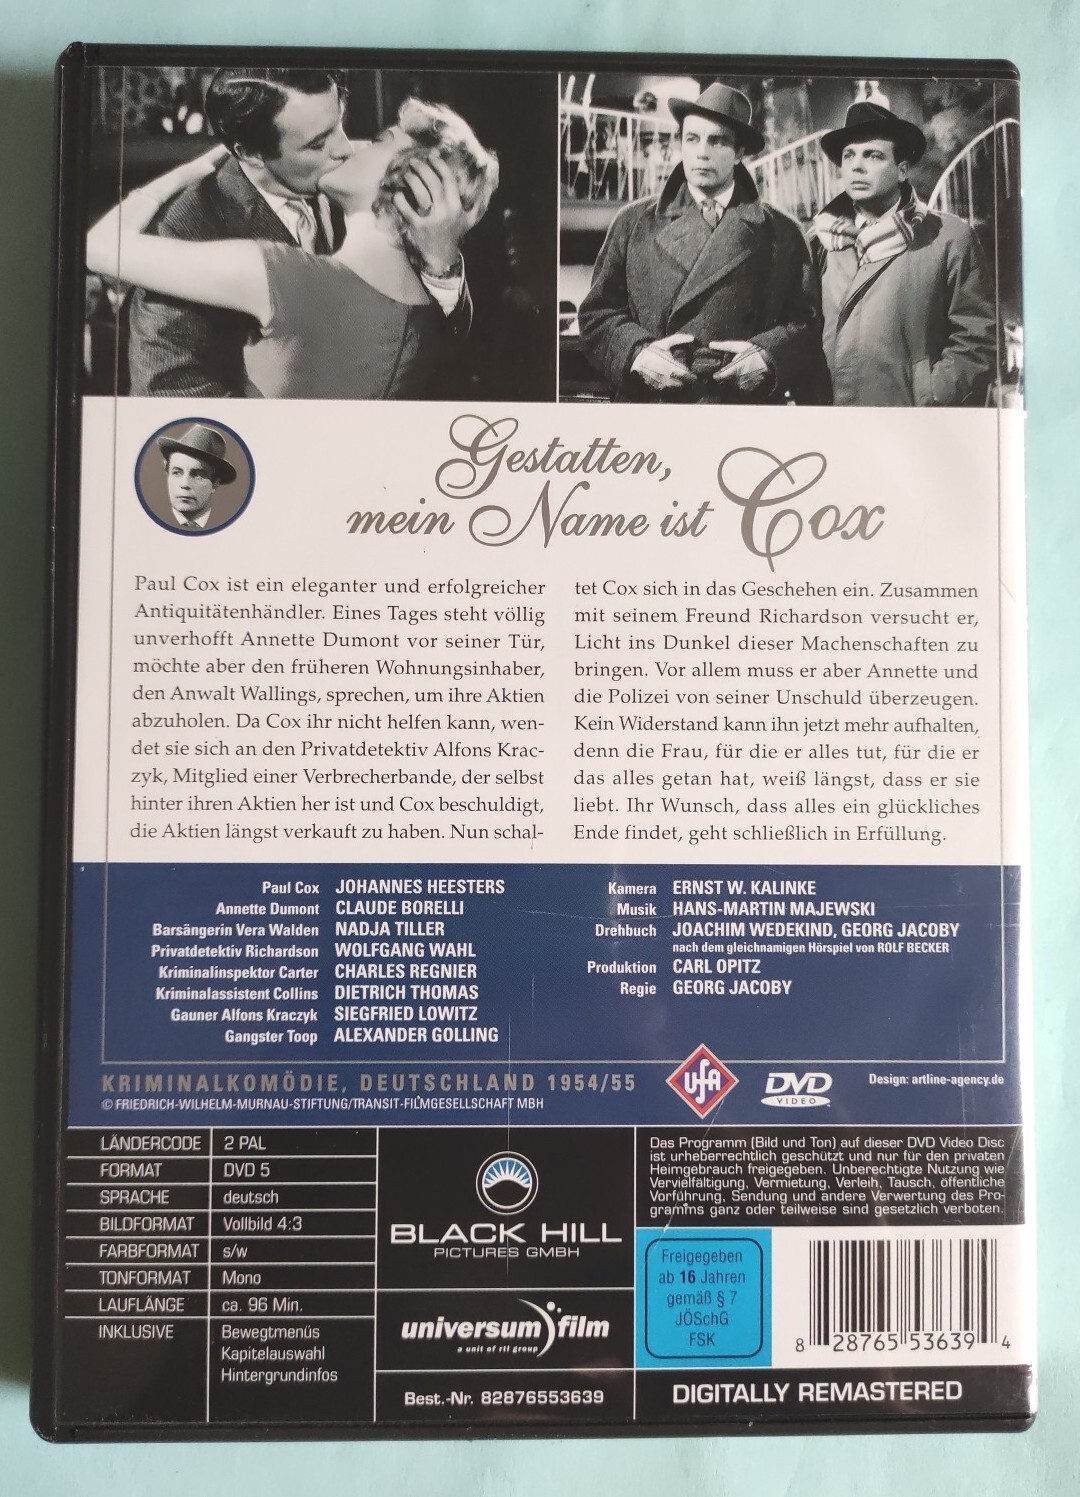 Gestatten,
mein Name ist Cox
Paul Cox ist ein eleganter und erfolgreicher
Antiquitätenhändler. Eines Tages steht völlig
unverhofft Annette Dumont vor seiner Tür,
möchte aber den früheren Wohnungsinhaber,
den Anwalt Wallings, sprechen, um ihre Aktien
abzuholen. Da Cox ihr nicht helfen kann, wen-
det sie sich an den Privatdetektiv Alfons Krac-
zyk, Mitglied einer Verbrecherbande, der selbst
hinter ihren Aktien her ist und Cox beschuldigt,
die Aktien längst verkauft zu haben. Nun schal-
tet Cox sich in das Geschehen ein. Zusammen
mit seinem Freund Richardson versucht er,
Licht ins Dunkel dieser Machenschaften zu
bringen. Vor allem muss er aber Annette und
die Polizei von seiner Unschuld überzeugen.
Kein Widerstand kann ihn jetzt mehr aufhalten,
denn die Frau, für die er alles tut, für die er
das alles getan hat, weiß längst, dass er sie
liebt. Ihr Wunsch, dass alles ein glückliches
Ende findet, geht schließlich in Erfüllung.
Paul Cox JOHANNES HEESTERS
Annette Dumont CLAUDE BORELLI
Barsängerin Vera Walden NADJA TILLER
Privatdetektiv Richardson WOLFGANG WAHL
Kriminalinspektor Carter CHARLES REGNIER
Kriminalassistent Collins DIETRICH THOMAS
Gauner Alfons Kraczyk SIEGFRIED LOWITZ
Gangster Toop ALEXANDER GOLLING
Kamera ERNST W. KALINKE
Musik HANS-MARTIN MAJEWSKI
Drehbuch JOACHIM WEDEKIND, GEORG JACOBY
nach dem gleichnamigen Hörspiel von ROLF BECKER
Produktion CARL OPITZ
Regie GEORG JACOBY
KRIMINALKOMÖDIE, DEUTSCHLAND 1954/55
© FRIEDRICH-WILHELM-MURNAU-STIFTUNG/TRANSIT-FILMGESELLSCHAFT MBH
UFA
DVD
VIDEO
Design: artline-agency.de
LÄNDERCODE 2 PAL
FORMAT DVD 5
SPRACHE deutsch
BILDFORMAT Vollbild 4:3
FARBFORMAT s/w
TONFORMAT Mono
LAUFLÄNGE ca. 96 Min.
INKLUSIVE Bewegtmenüs
Kapitelauswahl
Hintergrundinfos
BLACK HILL
PICTURES GMBH
universum film
a unit of rtl group
Best.-Nr. 82876553639
Das Programm (Bild und Ton) auf dieser DVD Video Disc
ist urheberrechtlich geschützt und nur für den privaten
Heimgebrauch freigegeben. Unberechtigte Nutzung wie
Vervielfältigung, Vermietung, Verleih, Tausch, öffentliche
Vorführung, Sendung und andere Verwertung des Pro-
gramms ganz oder teilweise sind gesetzlich verboten.
Freigegeben
ab 16 Jahren
gemäß § 7
JÖSchG
FSK
8 28765 53639 4
DIGITALLY REMASTERED